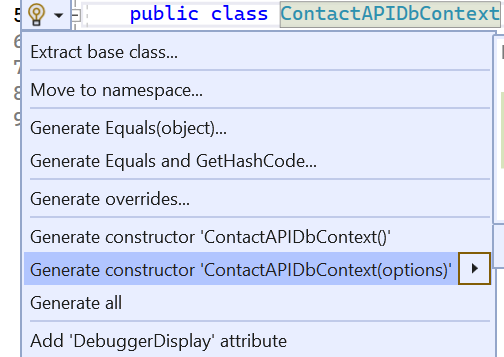 5
public class ContactAPIDbContext
6
7
8
9
Extract base class...
Move to namespace...
Generate Equals(object)...
Generate Equals and GetHashCode...
Generate overrides...
Generate constructor 'ContactAPIDbContext()'
Generate constructor 'ContactAPIDbContext(options)'
Generate all
Add 'DebuggerDisplay' attribute